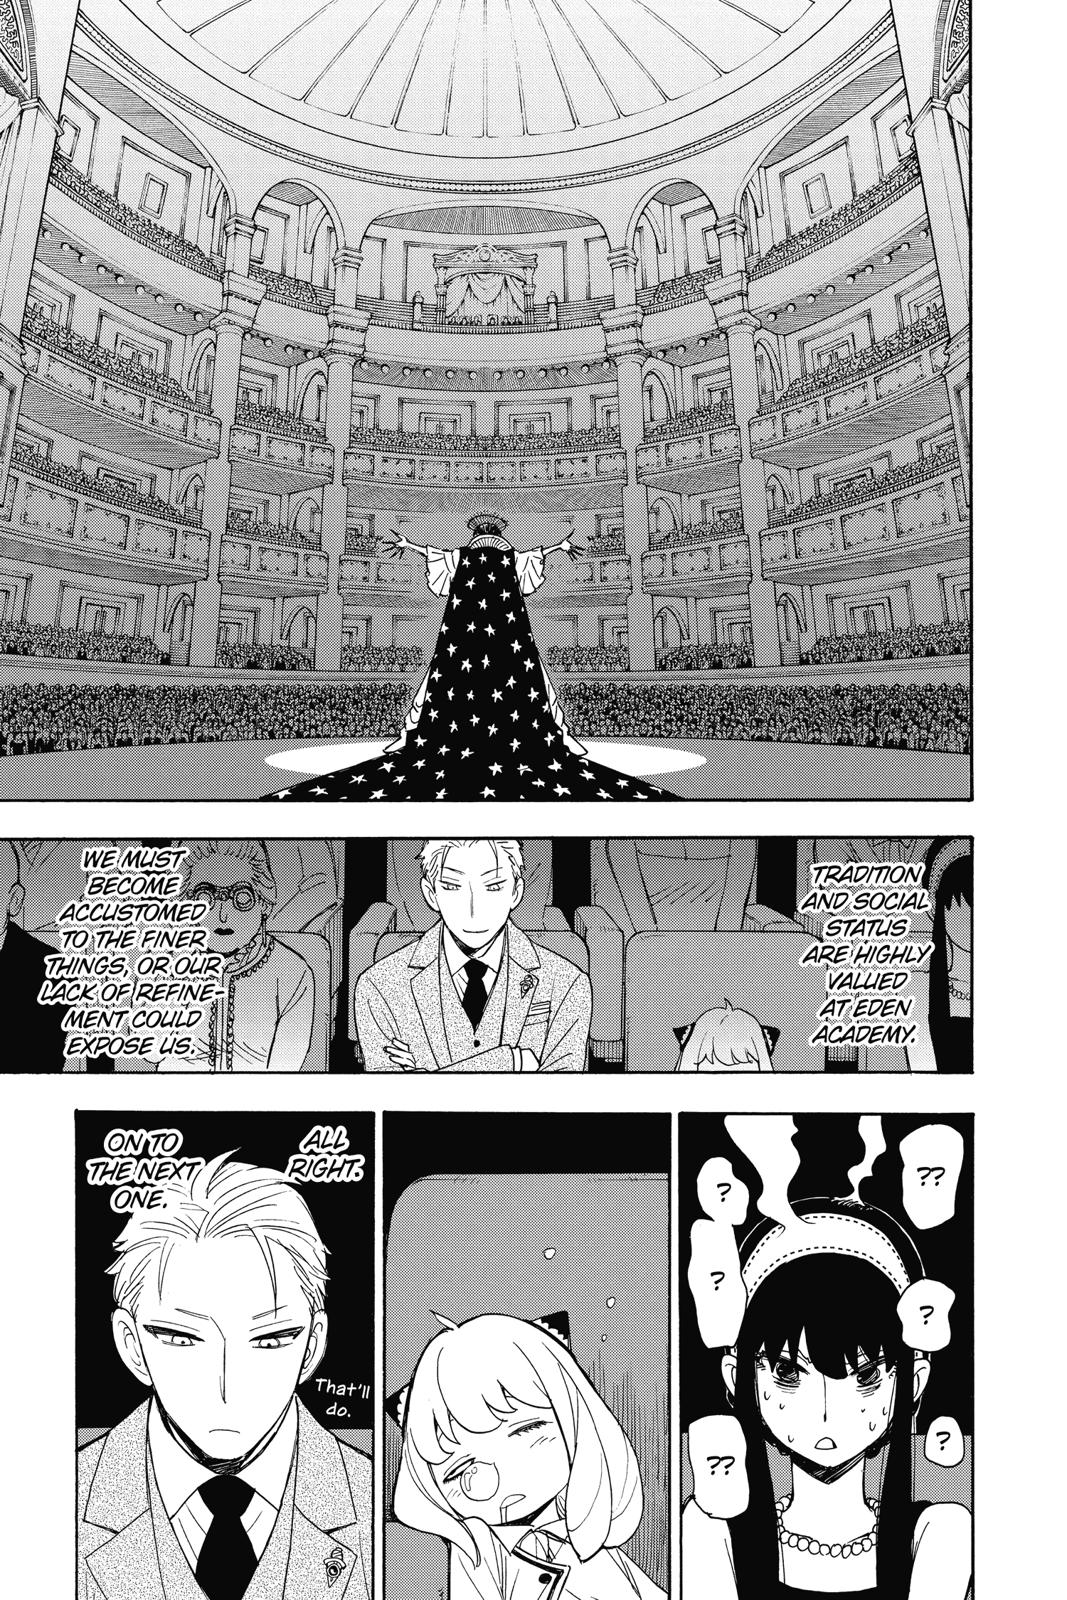 TRADITION
AND SOCIAL
STATUS
ARE HIGHLY
VALUED
AT EDEN
ACADEMY.
WE MUST
BECOME
ACCUSTOMED
TO THE FINER
THINGS, OR OUR
LACK OF REFINE-
MENT COULD
EXPOSE US.
??
?
?
?
??
?
ALL
RIGHT.
ON TO
THE NEXT
ONE.
That'll
do.